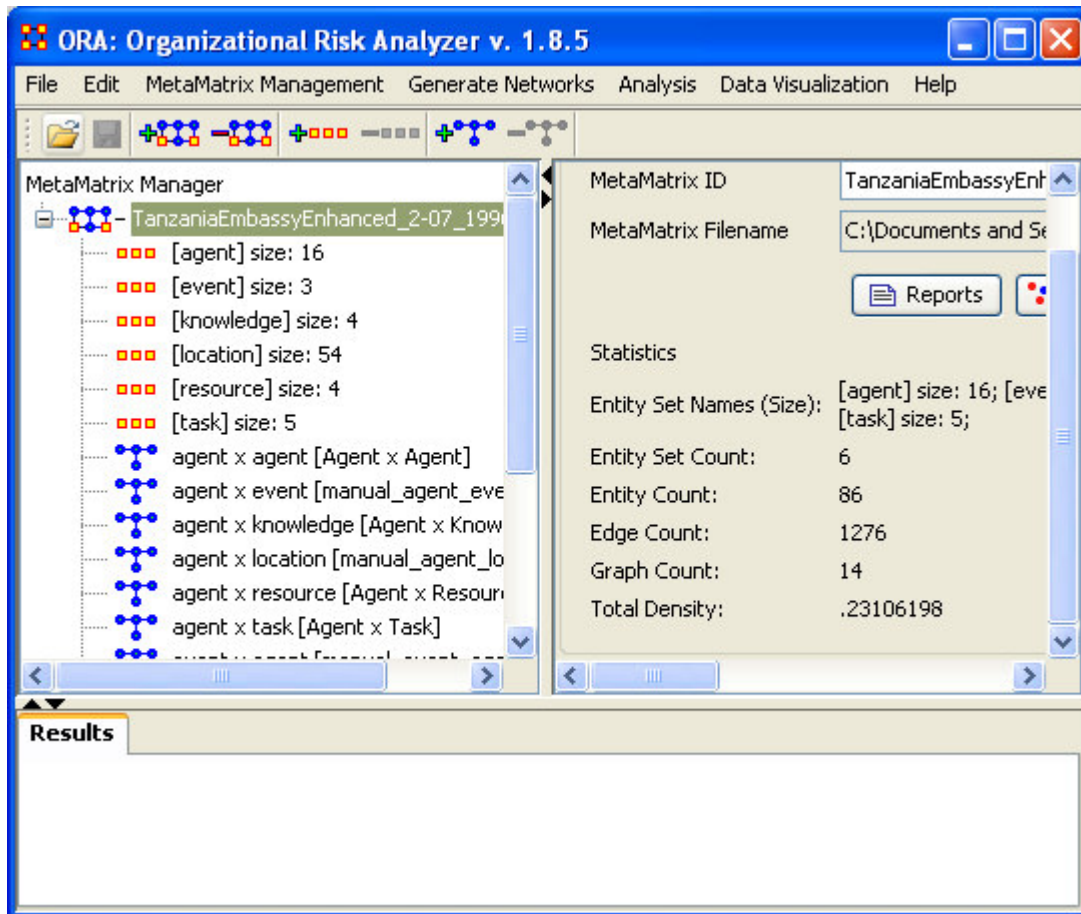 ORA: Organizational Risk Analyzer v. 1.8.5
File Edit MetaMatrix Management Generate Networks Analysis Data Visualization Help
MetaMatrix Manager
TanzaniaEmbassyEnhanced_2-07_199
[agent] size: 16
[event] size: 3
[knowledge] size: 4
[location] size: 54
[resource] size: 4
[task] size: 5
agent x agent [Agent x Agent]
agent x event [manual_agent_eve
agent x knowledge [Agent x Know
agent x location [manual_agent_lo
agent x resource [Agent x Resour
agent x task [Agent x Task]
MetaMatrix ID TanzaniaEmbassyEnh
MetaMatrix Filename C:\Documents and Se
Reports
Statistics
Entity Set Names (Size): [agent] size: 16; [eve
[task] size: 5;
Entity Set Count: 6
Entity Count: 86
Edge Count: 1276
Graph Count: 14
Total Density: .23106198
Results